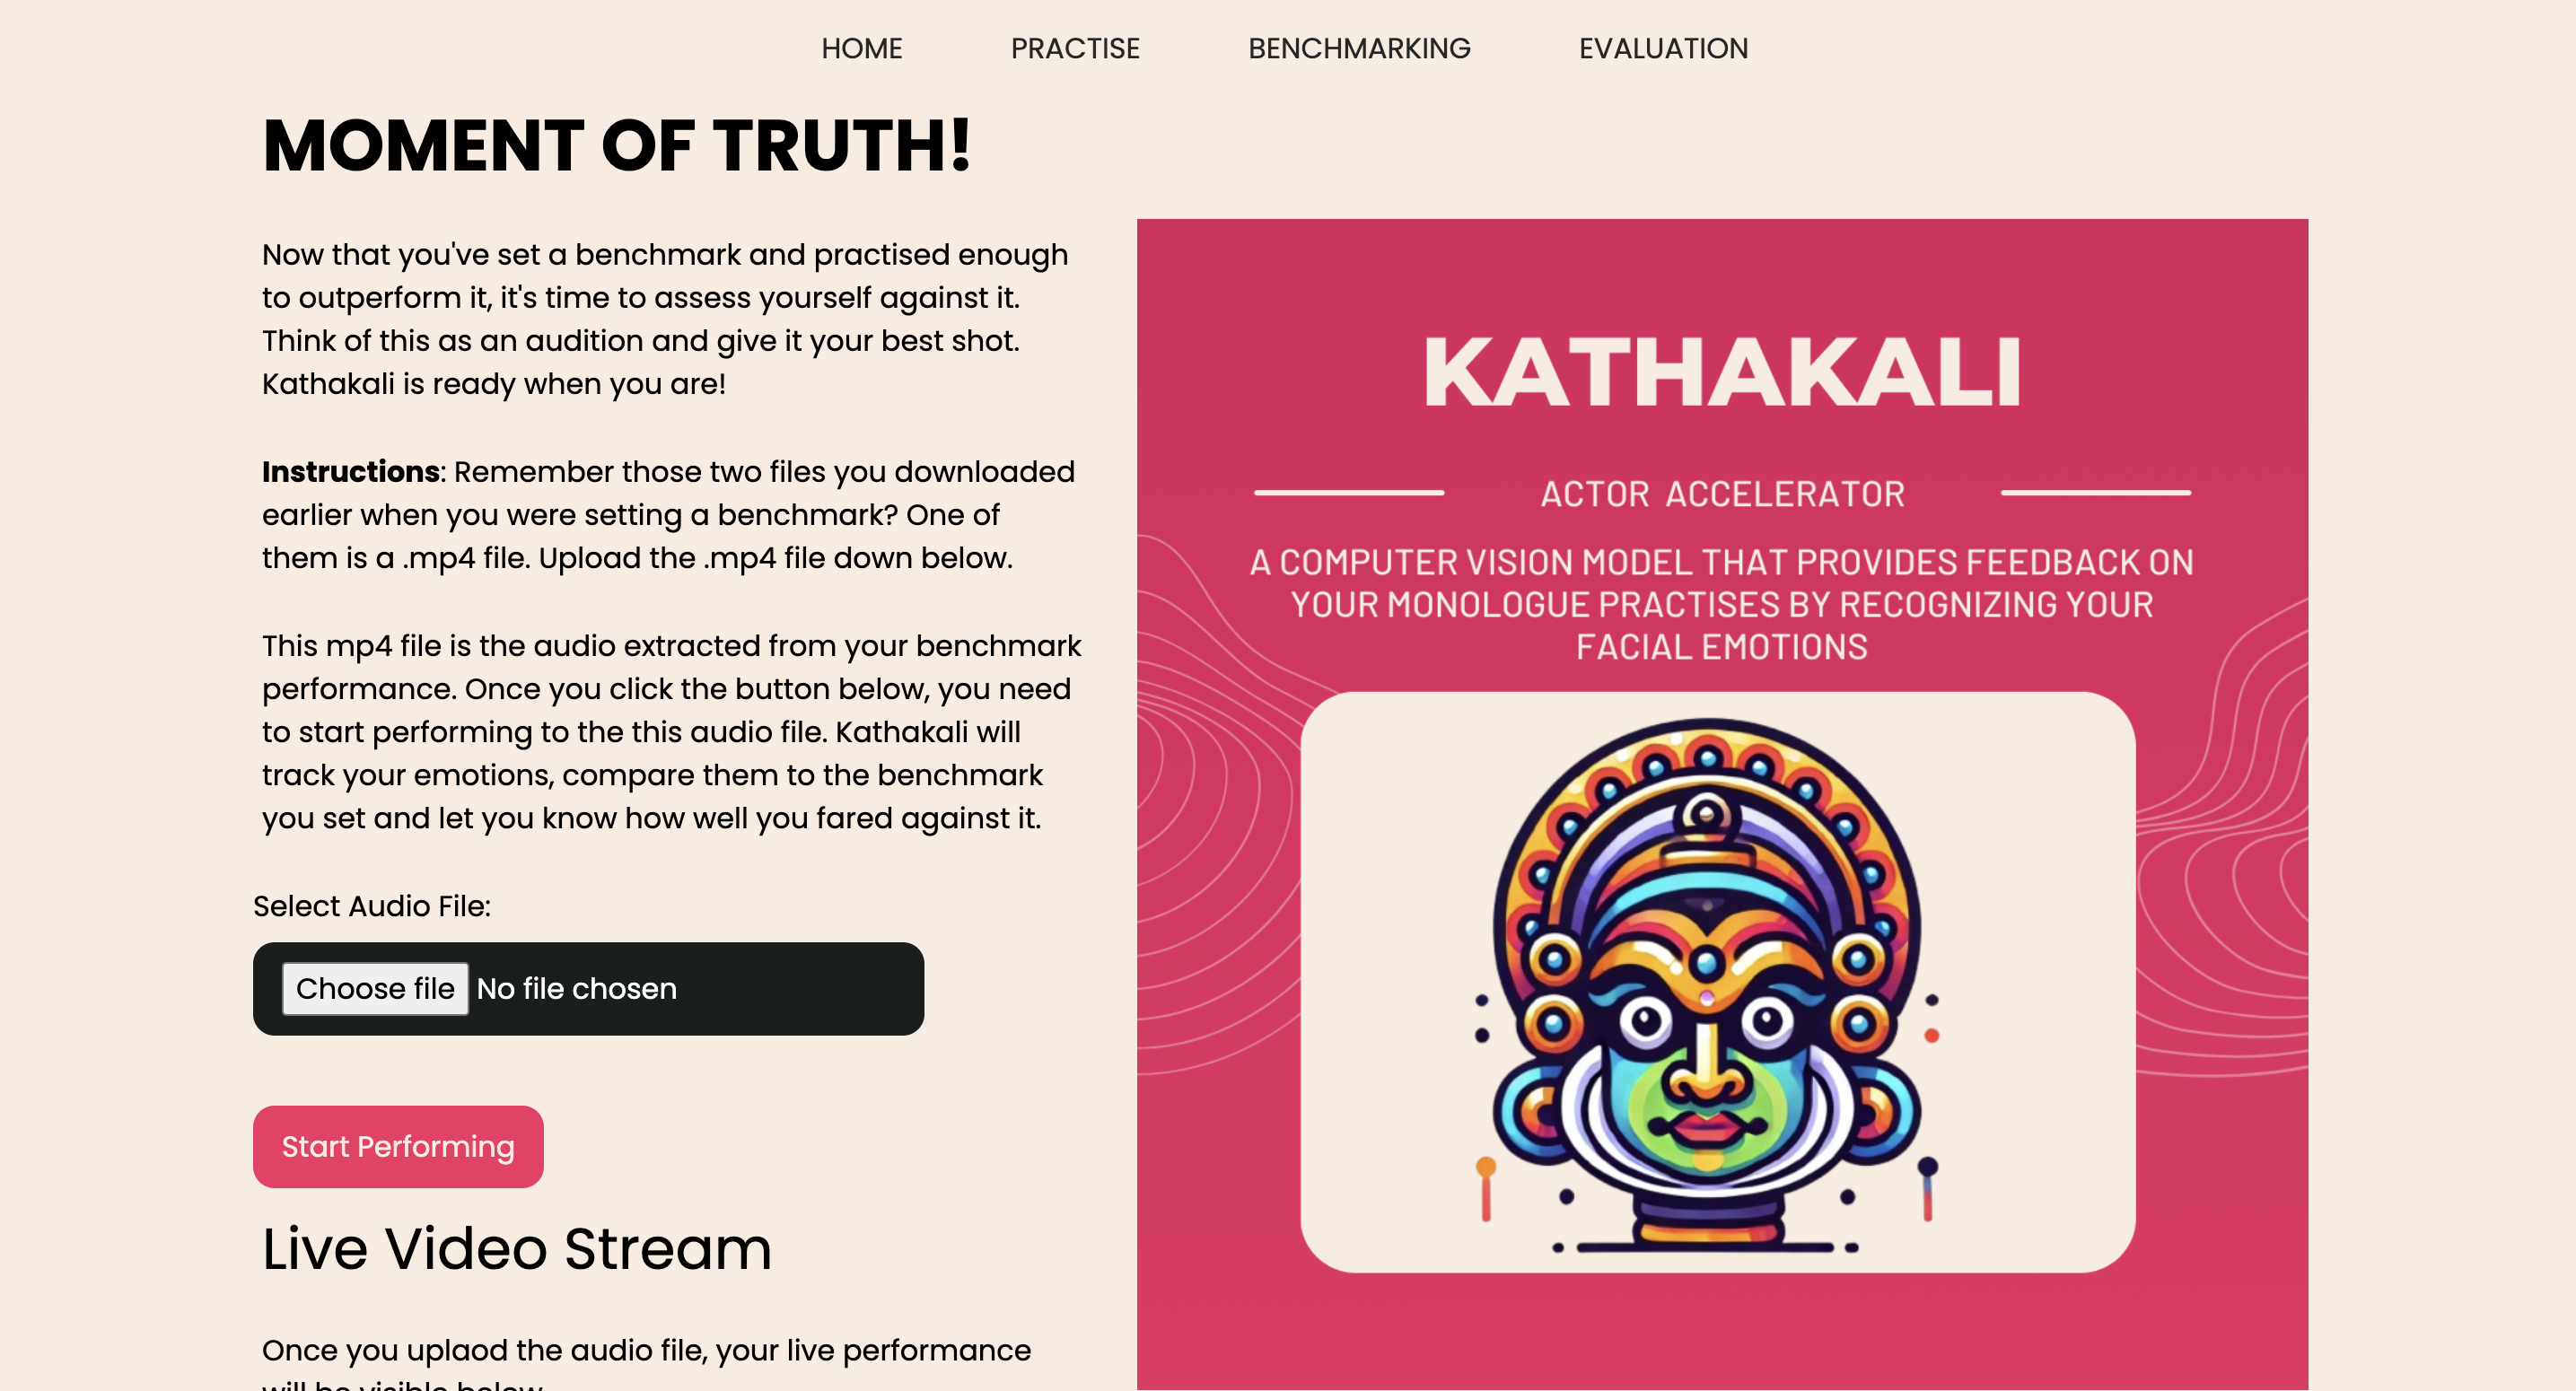 HOME PRACTISE BENCHMARKING EVALUATION
MOMENT OF TRUTH!
Now that you've set a benchmark and practised enough
to outperform it, it's time to assess yourself against it.
Think of this as an audition and give it your best shot.
Kathakali is ready when you are!
Instructions: Remember those two files you downloaded
earlier when you were setting a benchmark? One of
them is a .mp4 file. Upload the .mp4 file down below.
This mp4 file is the audio extracted from your benchmark
performance. Once you click the button below, you need
to start performing to the this audio file. Kathakali will
track your emotions, compare them to the benchmark
you set and let you know how well you fared against it.
Select Audio File:
Choose file No file chosen
Start Performing
Live Video Stream
Once you uplaod the audio file, your live performance
will be visible below
KATHAKALI
ACTOR ACCELERATOR
A COMPUTER VISION MODEL THAT PROVIDES FEEDBACK ON
YOUR MONOLOGUE PRACTISES BY RECOGNIZING YOUR
FACIAL EMOTIONS